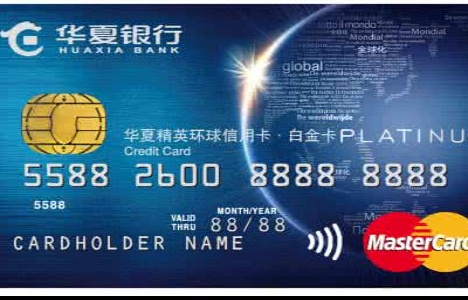 华夏银行
HUAXIA BANK
Mondial
global
全球化
De wereldwijde
华夏精英环球信用卡·白金卡PLATINU
Credit Card
5588 2600 8888 8888
5588
MONTH/YEAR
VALID THRU 88/88
CARDHOLDER NAME
MasterCard